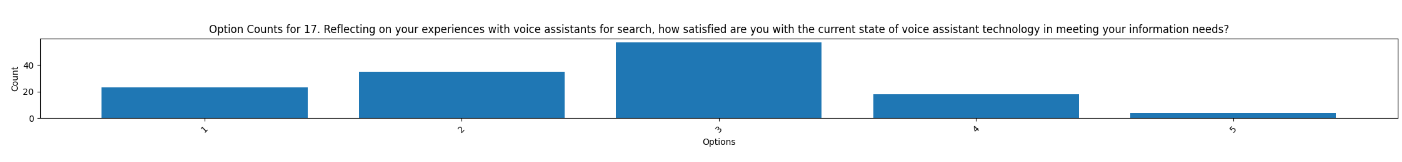 Option Counts for 17. Reflecting on your experiences with voice assistants for search, how satisfied are you with the current state of voice assistant technology in meeting your information needs?
40
20
0
Count
1
2
3
4
5
Options